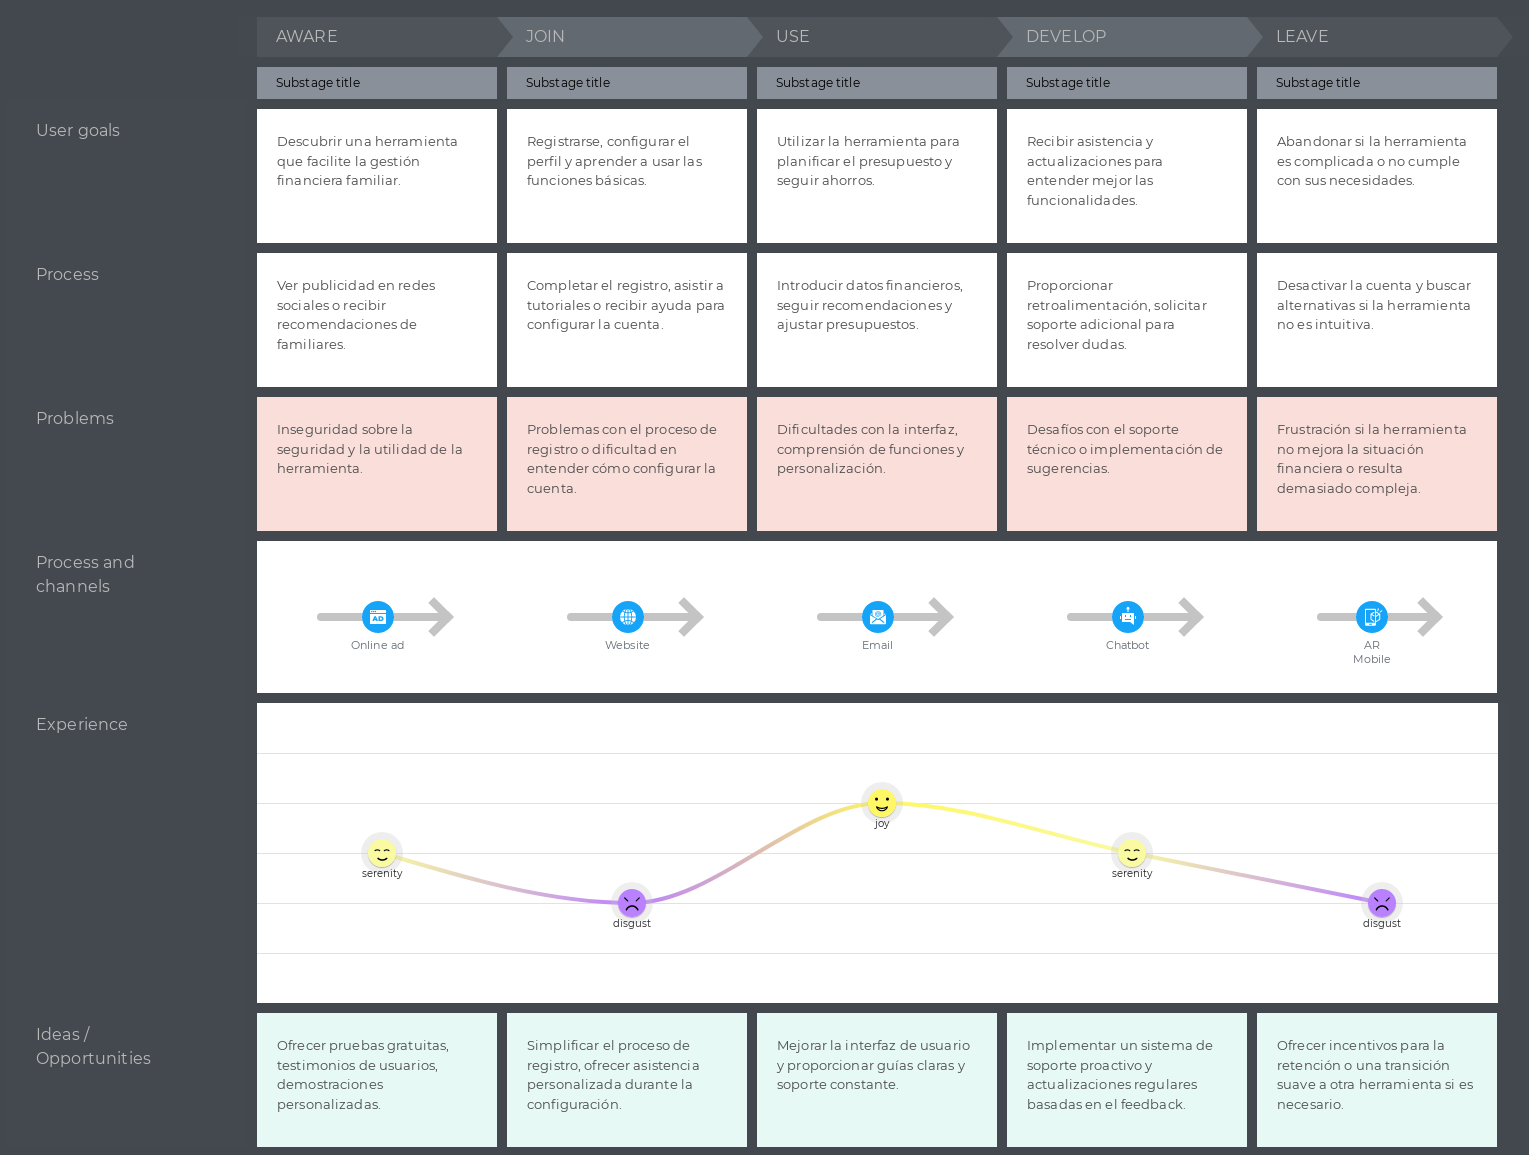 AWARE
JOIN
USE
DEVELOP
LEAVE
Substage title
Substage title
Substage title
Substage title
Substage title
User goals
Descubrir una herramienta
que facilite la gestión
financiera familiar.
Registrarse, configurar el
perfil y aprender a usar las
funciones básicas.
Utilizar la herramienta para
planificar el presupuesto y
seguir ahorros.
Recibir asistencia y
actualizaciones para
entender mejor las
funcionalidades.
Abandonar si la herramienta
es complicada o no cumple
con sus necesidades.
Process
Ver publicidad en redes
sociales o recibir
recomendaciones de
familiares.
Completar el registro, asistir a
tutoriales o recibir ayuda para
configurar la cuenta.
Introducir datos financieros,
seguir recomendaciones y
ajustar presupuestos.
Proporcionar
retroalimentación, solicitar
soporte adicional para
resolver dudas.
Desactivar la cuenta y buscar
alternativas si la herramienta
no es intuitiva.
Problems
Inseguridad sobre la
seguridad y la utilidad de la
herramienta.
Problemas con el proceso de
registro o dificultad en
entender cómo configurar la
cuenta.
Dificultades con la interfaz,
comprensión de funciones y
personalización.
Desafíos con el soporte
técnico o implementación de
sugerencias.
Frustración si la herramienta
no mejora la situación
financiera o resulta
demasiado compleja.
Process and
channels
AD
Online ad
Website
Email
Chatbot
AR
Mobile
Experience
serenity
disgust
joy
serenity
disgust
Ideas /
Opportunities
Ofrecer pruebas gratuitas,
testimonios de usuarios,
demostraciones
personalizadas.
Simplificar el proceso de
registro, ofrecer asistencia
personalizada durante la
configuración.
Mejorar la interfaz de usuario
y proporcionar guías claras y
soporte constante.
Implementar un sistema de
soporte proactivo y
actualizaciones regulares
basadas en el feedback.
Ofrecer incentivos para la
retención o una transición
suave a otra herramienta si es
necesario.